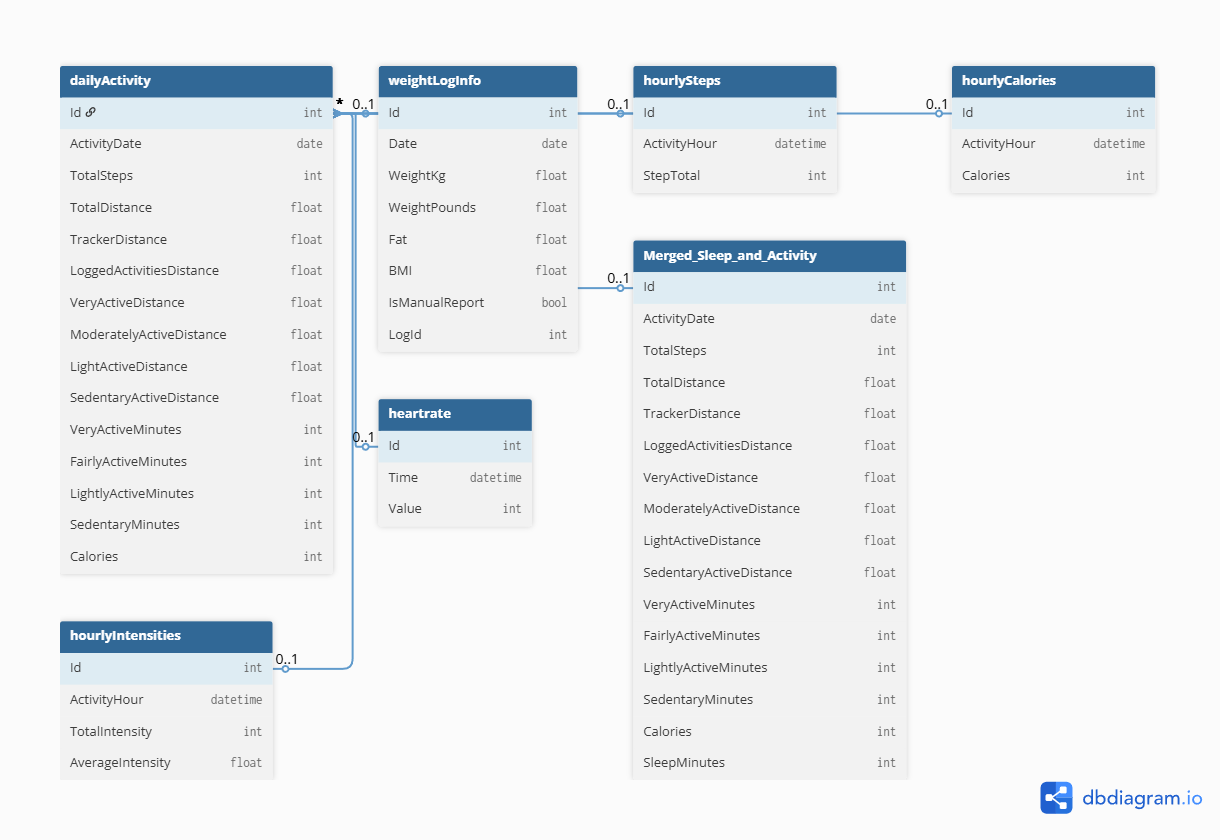 dailyActivity
Id int
ActivityDate date
TotalSteps int
TotalDistance float
TrackerDistance float
LoggedActivitiesDistance float
VeryActiveDistance float
ModeratelyActiveDistance float
LightActiveDistance float
SedentaryActiveDistance float
VeryActiveMinutes int
FairlyActiveMinutes int
LightlyActiveMinutes int
SedentaryMinutes int
Calories int
* 0..1
weightLogInfo
Id int
Date date
WeightKg float
WeightPounds float
Fat float
BMI float
IsManualReport bool
LogId int
0..1
hourlySteps
Id int
ActivityHour datetime
StepTotal int
0..1
hourlyCalories
Id int
ActivityHour datetime
Calories int
0..1
Merged_Sleep_and_Activity
Id int
ActivityDate date
TotalSteps int
TotalDistance float
TrackerDistance float
LoggedActivitiesDistance float
VeryActiveDistance float
ModeratelyActiveDistance float
LightActiveDistance float
SedentaryActiveDistance float
VeryActiveMinutes int
FairlyActiveMinutes int
LightlyActiveMinutes int
SedentaryMinutes int
Calories int
SleepMinutes int
0..1
heartrate
Id int
Time datetime
Value int
hourlyIntensities
Id int
0..1
ActivityHour datetime
TotalIntensity int
AverageIntensity float
dbdiagram.io